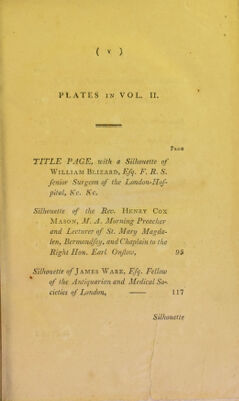 ( v )
PLATES IN VOL. II.
PAGE
TITLE PAGE, with a Silhouette of
WILLIAM BLIZARD, Eſq. F. R. S.
ſenior Surgeon of the London-Hoſ-
pital, &c. &c.
Silhouette of the Rev. HENRY COX
MASON, M. A. Morning Preacher
and Lecturer of St. Mary Magda-
len, Bermondſey, and Chaplain to the
Right Hon. Earl Onſlow, 95
Silhouette of JAMES WARE, Eſq. Fellow
of the Antiquarian and Medical So-
cieties of London, —— 117
Silhouette